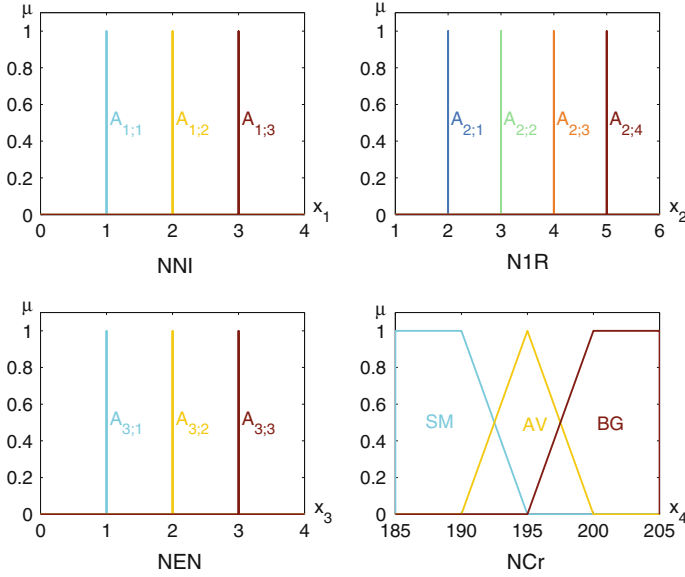 μ
1
0.8
0.6
0.4
0.2
0
A1;1
A1;2
A1;3
x1
0 1 2 3 4
NNI
μ
1
0.8
0.6
0.4
0.2
0
A2;1
A2;2
A2;3
A2;4
x2
1 2 3 4 5 6
N1R
μ
1
0.8
0.6
0.4
0.2
0
A3;1
A3;2
A3;3
x3
0 1 2 3 4
NEN
μ
1
0.8
0.6
0.4
0.2
0
SM
AV
BG
x4
185 190 195 200 205
NCr